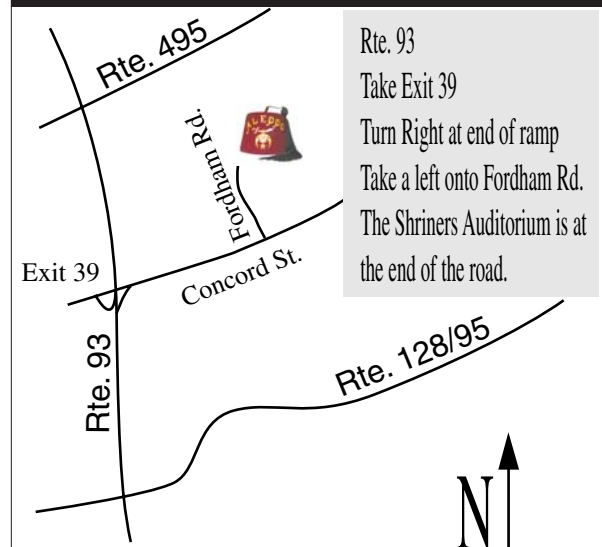 Rte. 495
Rte. 93
Take Exit 39
Turn Right at end of ramp
Take a left onto Fordham Rd.
The Shriners Auditorium is at
the end of the road.
ALEPPO
Fordham Rd.
Exit 39
Concord St.
Rte. 93
Rte. 128/95
N